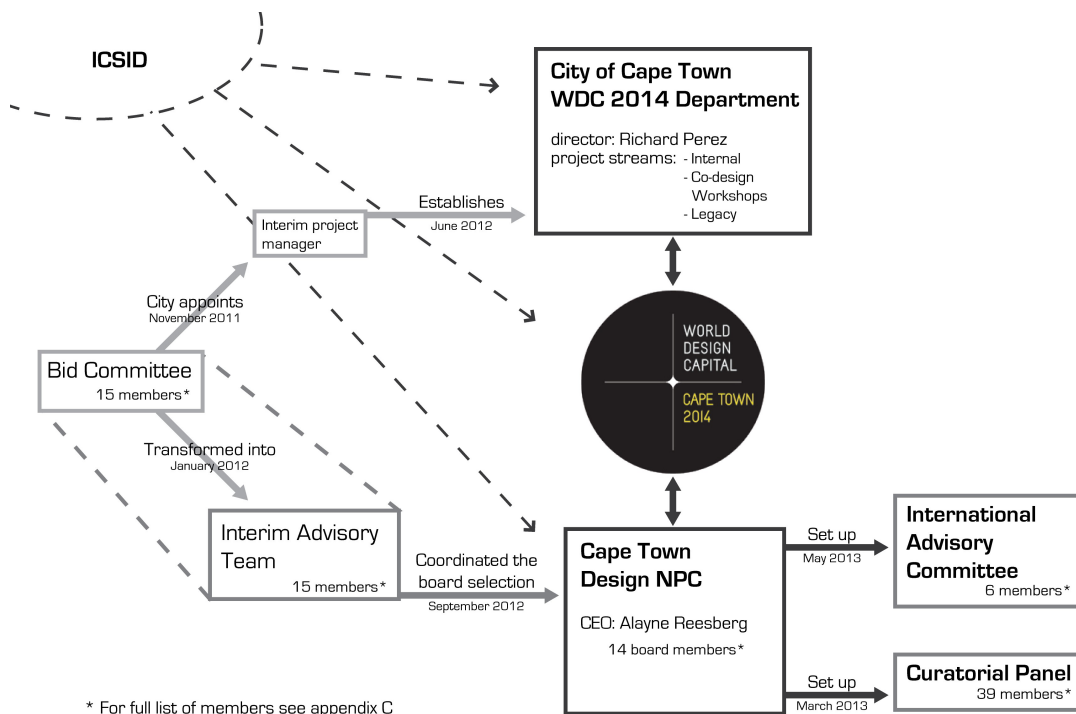 ICSID
City of Cape Town
WDC 2014 Department
director: Richard Perez
project streams: - Internal
- Co-design
Workshops
- Legacy
Establishes
June 2012
Interim project
manager
City appoints
November 2011
Bid Committee
15 members*
Transformed into
January 2012
Interim Advisory
Team
15 members*
Coordinated the
board selection
September 2012
WORLD
DESIGN
CAPITAL
CAPE TOWN
2014
Cape Town
Design NPC
CEO: Alayne Reesberg
14 board members*
Set up
May 2013
International
Advisory
Committee
6 members*
Set up
March 2013
Curatorial Panel
39 members*
* For full list of members see appendix C